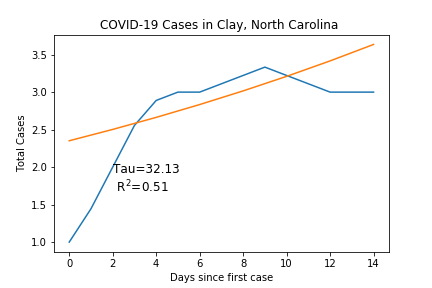 COVID-19 Cases in Clay, North Carolina
Total Cases
3.5
3.0
2.5
2.0
1.5
1.0
Tau=32.13
R²=0.51
0 2 4 6 8 10 12 14
Days since first case